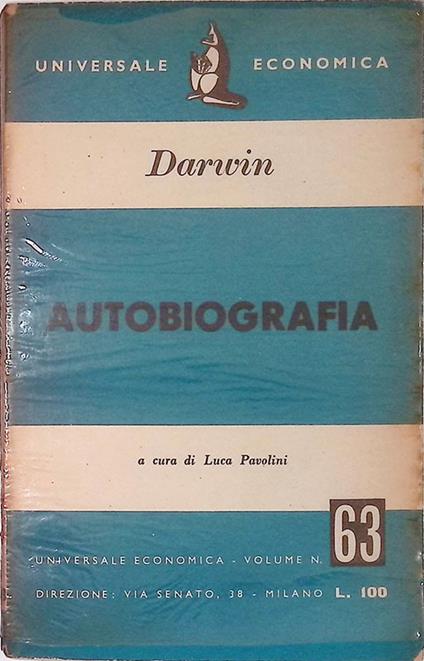 UNIVERSALE ECONOMICA
Darwin
AUTOBIOGRAFIA
a cura di Luca Pavolini
UNIVERSALE ECONOMICA - VOLUME N. 63
DIREZIONE: VIA SENATO, 38 - MILANO L. 100